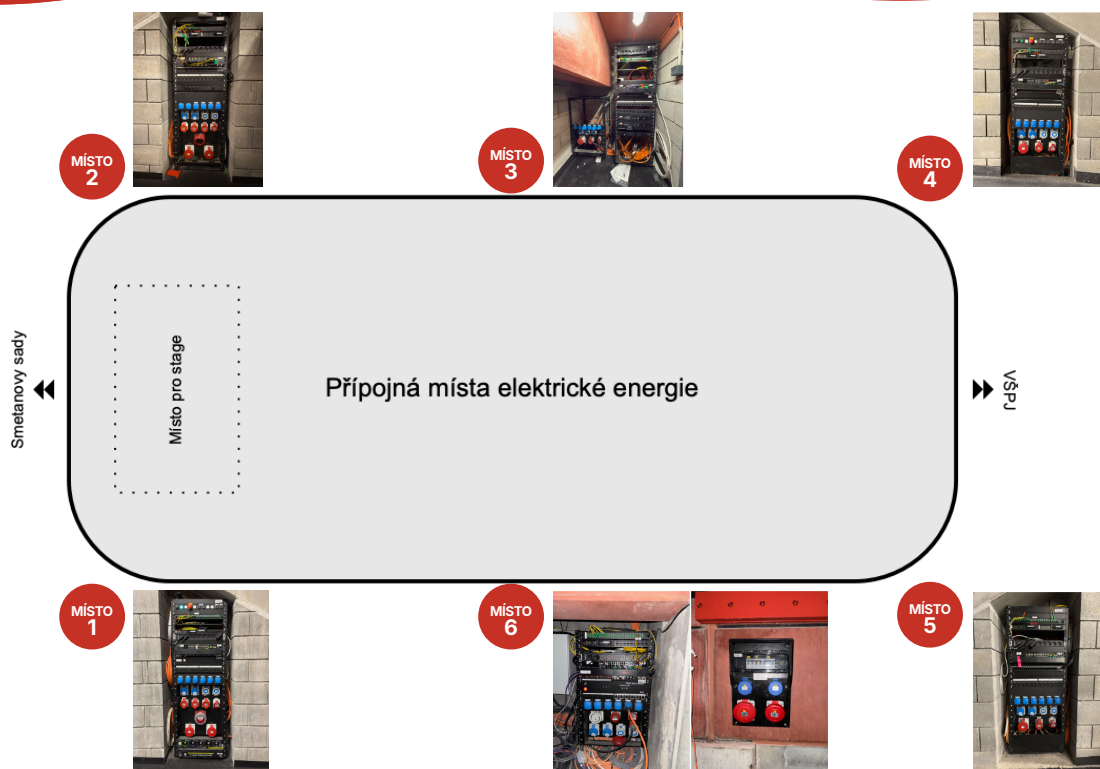 MÍSTO
2
MÍSTO
3
MÍSTO
4
Smetanovy sady
Místo pro stage
Přípojná místa elektrické energie
VŠPJ
MÍSTO
1
MÍSTO
6
MÍSTO
5